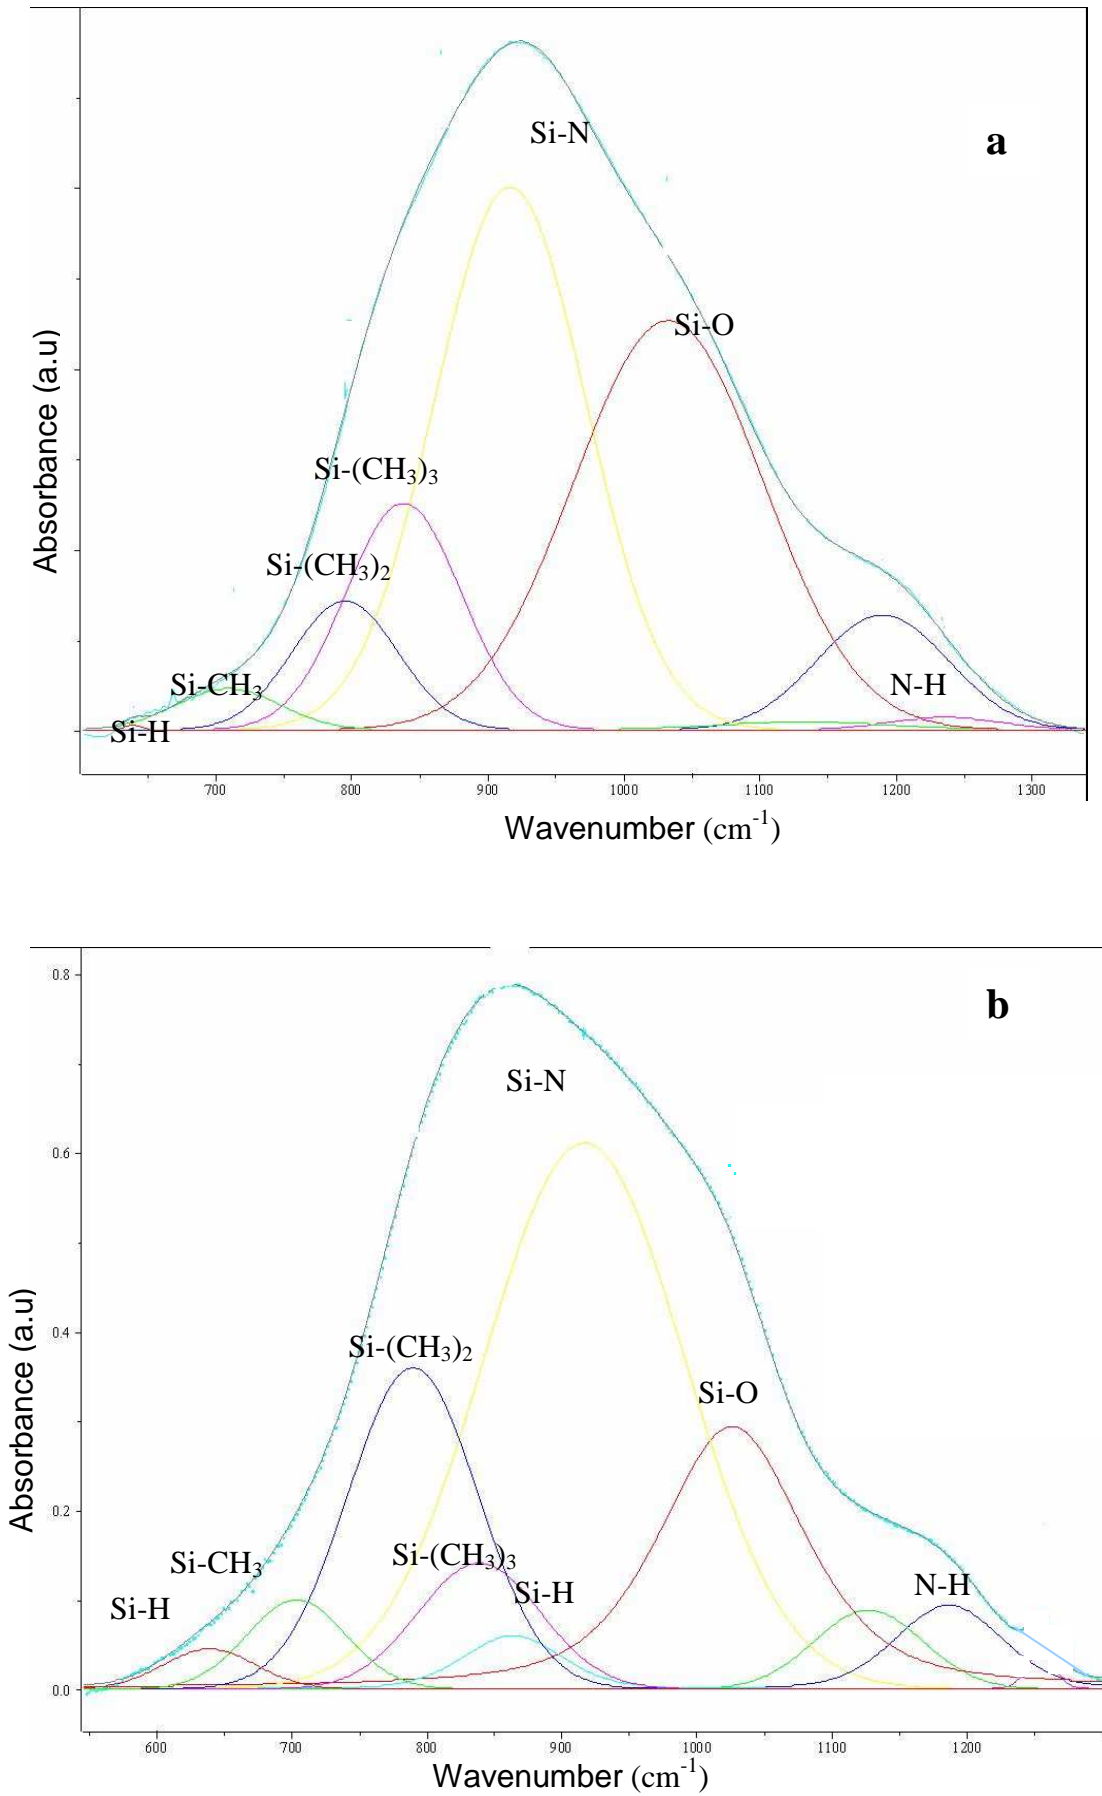 a
Si-N
Si-O
Si-(CH₃)₃
Si-(CH₃)₂
Si-CH₃
N-H
Si-H
Absorbance (a.u)
700 800 900 1000 1100 1200 1300
Wavenumber (cm⁻¹)
b
0.8
Si-N
0.6
0.4
Si-(CH₃)₂
Si-O
0.2
Si-CH₃
Si-(CH₃)₃
Si-H
N-H
Si-H
0.0
Absorbance (a.u)
600 700 800 900 1000 1100 1200
Wavenumber (cm⁻¹)